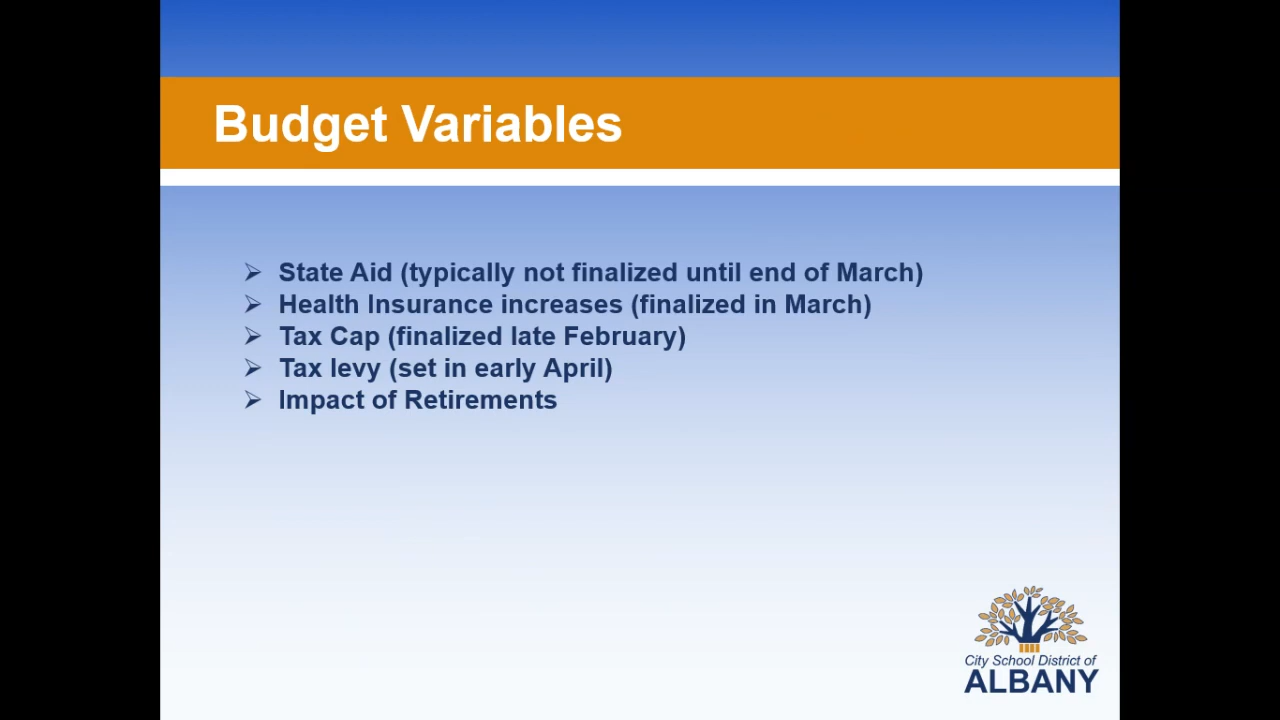 Budget Variables
➢ State Aid (typically not finalized until end of March)
➢ Health Insurance increases (finalized in March)
➢ Tax Cap (finalized late February)
➢ Tax levy (set in early April)
➢ Impact of Retirements
City School District of
ALBANY